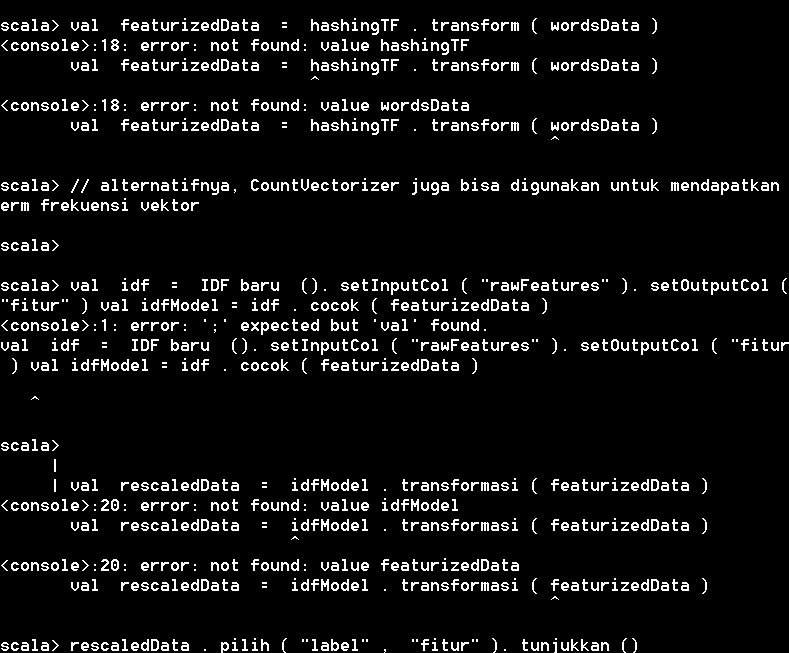 scala> val  featurizedData  =  hashingTF . transform ( wordsData )
<console>:18: error: not found: value hashingTF
       val  featurizedData  =  hashingTF . transform ( wordsData )
                               ^
<console>:18: error: not found: value wordsData
       val  featurizedData  =  hashingTF . transform ( wordsData )
                                                       ^
scala> // alternatifnya, CountVectorizer juga bisa digunakan untuk mendapatkan
erm frekuensi vektor
scala>
scala> val  idf  =  IDF baru  (). setInputCol ( "rawFeatures" ). setOutputCol (
"fitur" ) val idfModel = idf . cocok ( featurizedData )
<console>:1: error: ';' expected but 'val' found.
val  idf  =  IDF baru  (). setInputCol ( "rawFeatures" ). setOutputCol ( "fitur
 ) val idfModel = idf . cocok ( featurizedData )
   ^
scala>
     |
     | val  rescaledData  =  idfModel . transformasi ( featurizedData )
<console>:20: error: not found: value idfModel
       val  rescaledData  =  idfModel . transformasi ( featurizedData )
                             ^
<console>:20: error: not found: value featurizedData
       val  rescaledData  =  idfModel . transformasi ( featurizedData )
                                                       ^
scala> rescaledData . pilih ( "label" ,  "fitur" ). tunjukkan ()